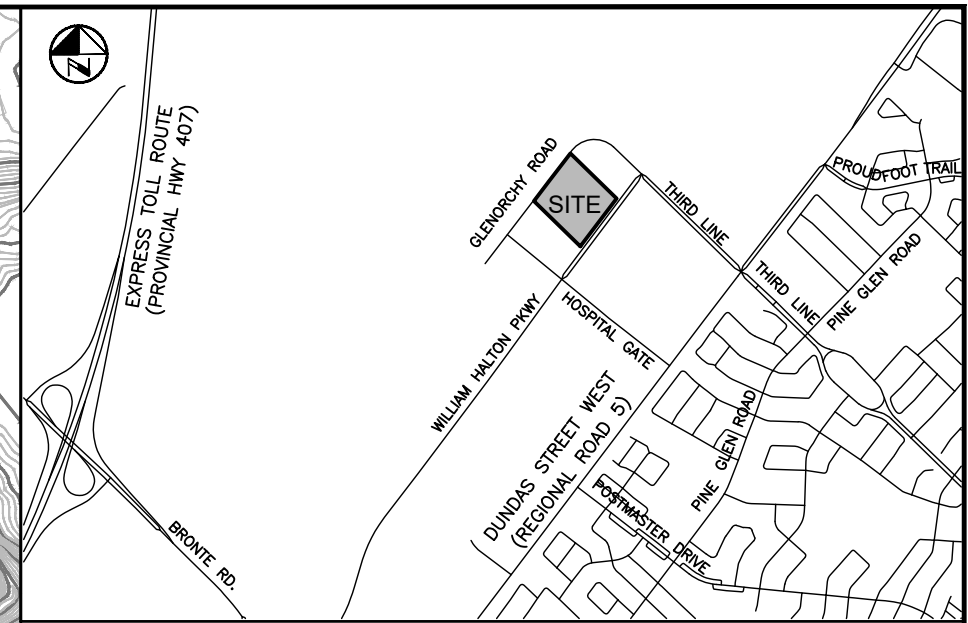 N
EXPRESS TOLL ROUTE
(PROVINCIAL HWY 407)
GLENORCHY ROAD
SITE
THIRD LINE
PROUDFOOT TRAIL
THIRD LINE
PINE GLEN ROAD
WILLIAM HALTON PKWY
HOSPITAL GATE
DUNDAS STREET WEST
(REGIONAL ROAD 5)
PINE GLEN ROAD
POSTMASTER DRIVE
BRONTE RD.